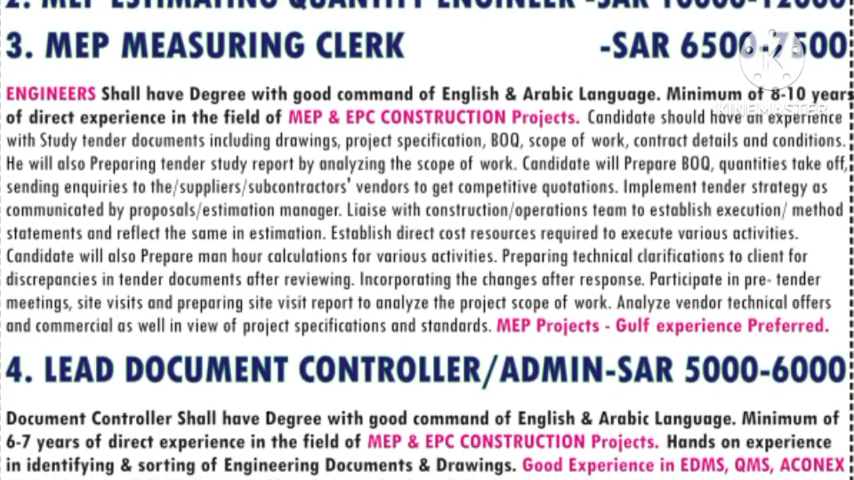 2. MEP ESTIMATING QUANTITY ENGINEER -SAR 10000-12000
3. MEP MEASURING CLERK -SAR 6500-7500
ENGINEERS Shall have Degree with good command of English & Arabic Language. Minimum of 8-10 years
of direct experience in the field of MEP & EPC CONSTRUCTION Projects. Candidate should have an experience
with Study tender documents including drawings, project specification, BOQ, scope of work, contract details and conditions.
He will also Preparing tender study report by analyzing the scope of work. Candidate will Prepare BOQ, quantities take off,
sending enquiries to the/suppliers/subcontractors' vendors to get competitive quotations. Implement tender strategy as
communicated by proposals/estimation manager. Liaise with construction/operations team to establish execution/ method
statements and reflect the same in estimation. Establish direct cost resources required to execute various activities.
Candidate will also Prepare man hour calculations for various activities. Preparing technical clarifications to client for
discrepancies in tender documents after reviewing. Incorporating the changes after response. Participate in pre- tender
meetings, site visits and preparing site visit report to analyze the project scope of work. Analyze vendor technical offers
and commercial as well in view of project specifications and standards. MEP Projects - Gulf experience Preferred.
4. LEAD DOCUMENT CONTROLLER/ADMIN-SAR 5000-6000
Document Controller Shall have Degree with good command of English & Arabic Language. Minimum of
6-7 years of direct experience in the field of MEP & EPC CONSTRUCTION Projects. Hands on experience
in identifying & sorting of Engineering Documents & Drawings. Good Experience in EDMS, QMS, ACONEX
KINEMASTER